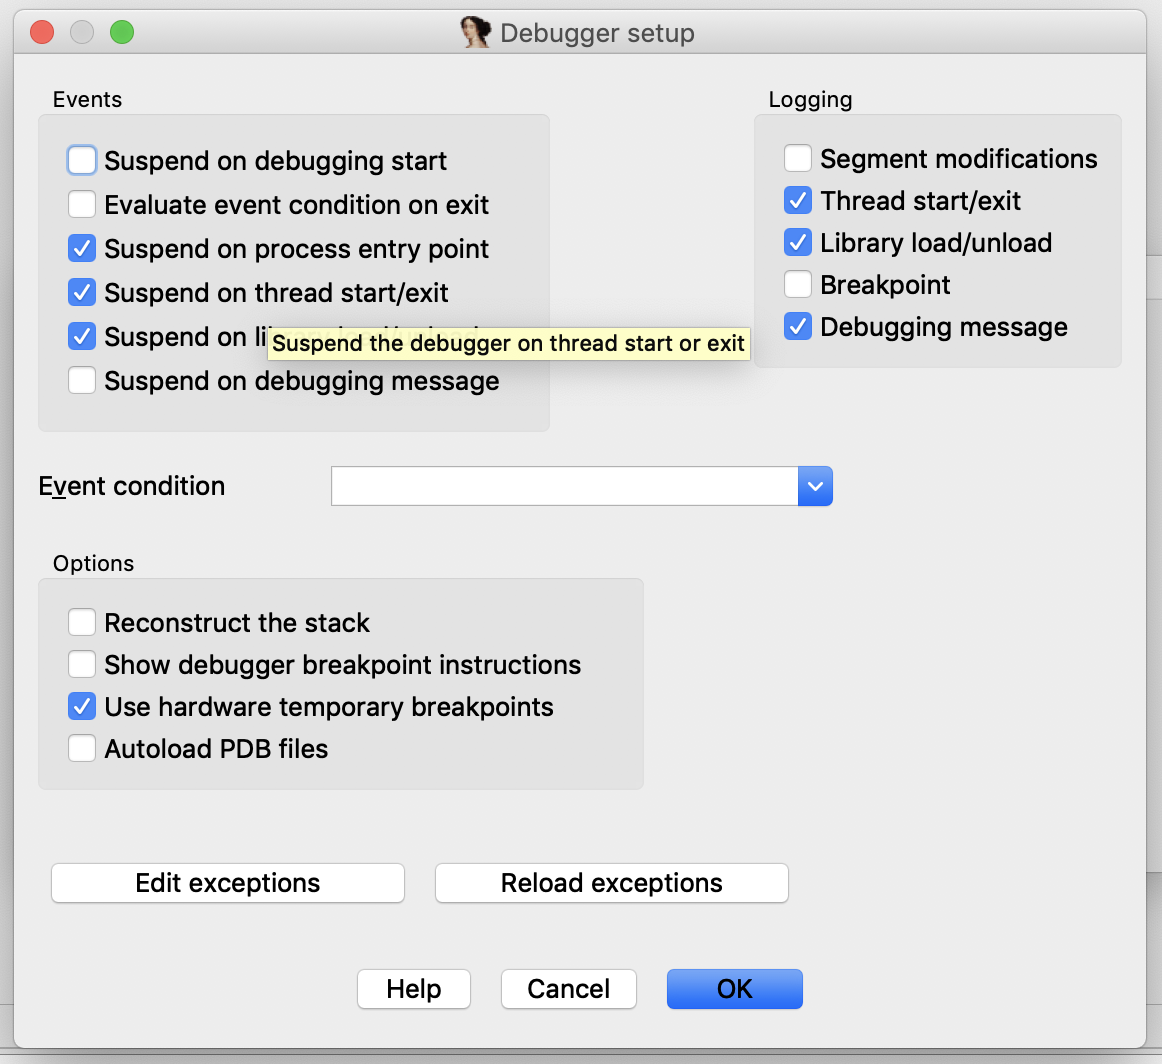 Debugger setup
Events
Suspend on debugging start
Evaluate event condition on exit
Suspend on process entry point
Suspend on thread start/exit
Suspend on library load/unload
Suspend the debugger on thread start or exit
Suspend on debugging message
Logging
Segment modifications
Thread start/exit
Library load/unload
Breakpoint
Debugging message
Event condition
Options
Reconstruct the stack
Show debugger breakpoint instructions
Use hardware temporary breakpoints
Autoload PDB files
Edit exceptions
Reload exceptions
Help
Cancel
OK